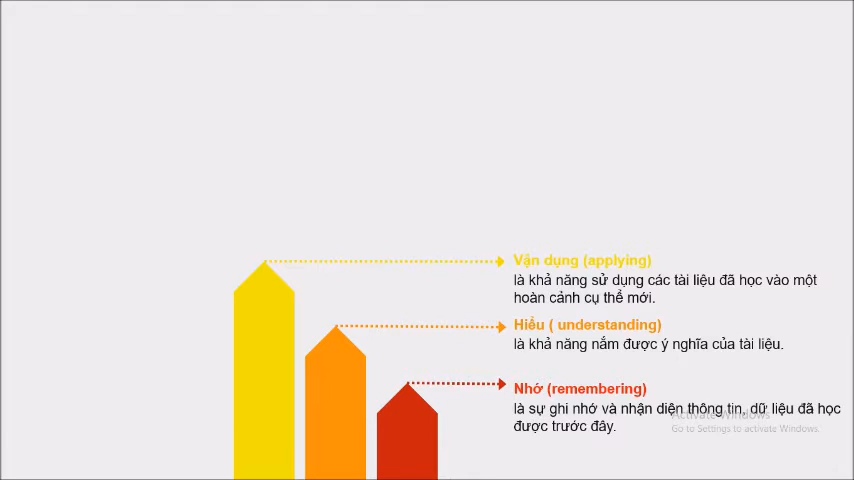 Vận dụng (applying)
là khả năng sử dụng các tài liệu đã học vào một
hoàn cảnh cụ thể mới.
Hiểu ( understanding)
là khả năng nắm được ý nghĩa của tài liệu.
Nhớ (remembering)
là sự ghi nhớ và nhận diện thông tin, dữ liệu đã học
được trước đây.
Activate Windows
Go to Settings to activate Windows.